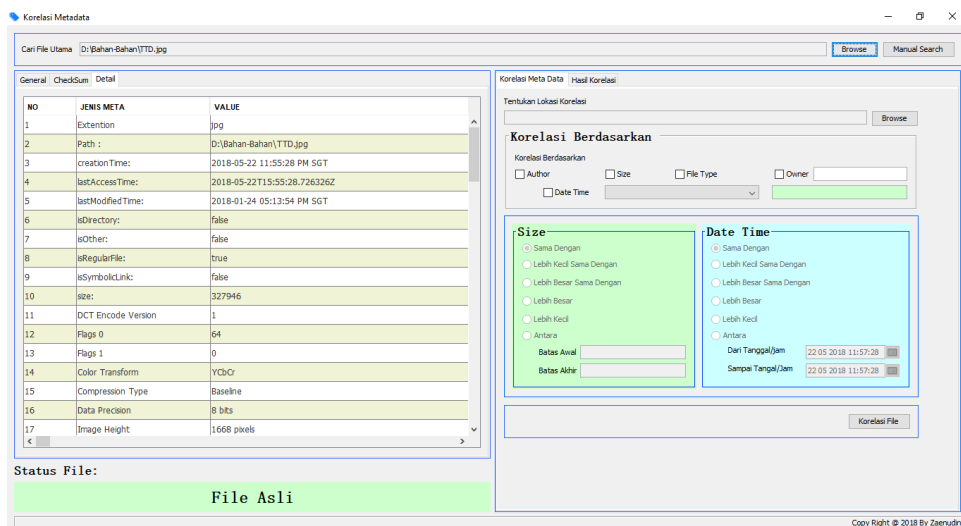 Korelasi Metadata
Cari File Utama D:\Bahan-Bahan\TTD.jpg Browse Manual Search
General CheckSum Detail
NO JENIS META VALUE
1 Extention jpg
2 Path : D:\Bahan-Bahan\TTD.jpg
3 creationTime: 2018-05-22 11:55:28 PM SGT
4 lastAccessTime: 2018-05-22T15:55:28.726326Z
5 lastModifiedTime: 2018-01-24 05:13:54 PM SGT
6 isDirectory: false
7 isOther: false
8 isRegularFile: true
9 isSymbolicLink: false
10 size: 327946
11 DCT Encode Version 1
12 Flags 0 64
13 Flags 1 0
14 Color Transform YCbCr
15 Compression Type Baseline
16 Data Precision 8 bits
17 Image Height 1668 pixels
Status File:
File Asli
Korelasi Meta Data Hasil Korelasi
Tentukan Lokasi Korelasi
Browse
Korelasi Berdasarkan
Korelasi Berdasarkan
Author Size File Type Owner
Date Time
Size
Sama Dengan
Lebih Kecil Sama Dengan
Lebih Besar Sama Dengan
Lebih Besar
Lebih Kecil
Antara
Batas Awal
Batas Akhir
Date Time
Sama Dengan
Lebih Kecil Sama Dengan
Lebih Besar Sama Dengan
Lebih Besar
Lebih Kecil
Antara
Dari Tanggal/jam 22 05 2018 11:57:28
Sampai Tangal/Jam 22 05 2018 11:57:28
Korelasi File
Copy Right @ 2018 By Zaenudin